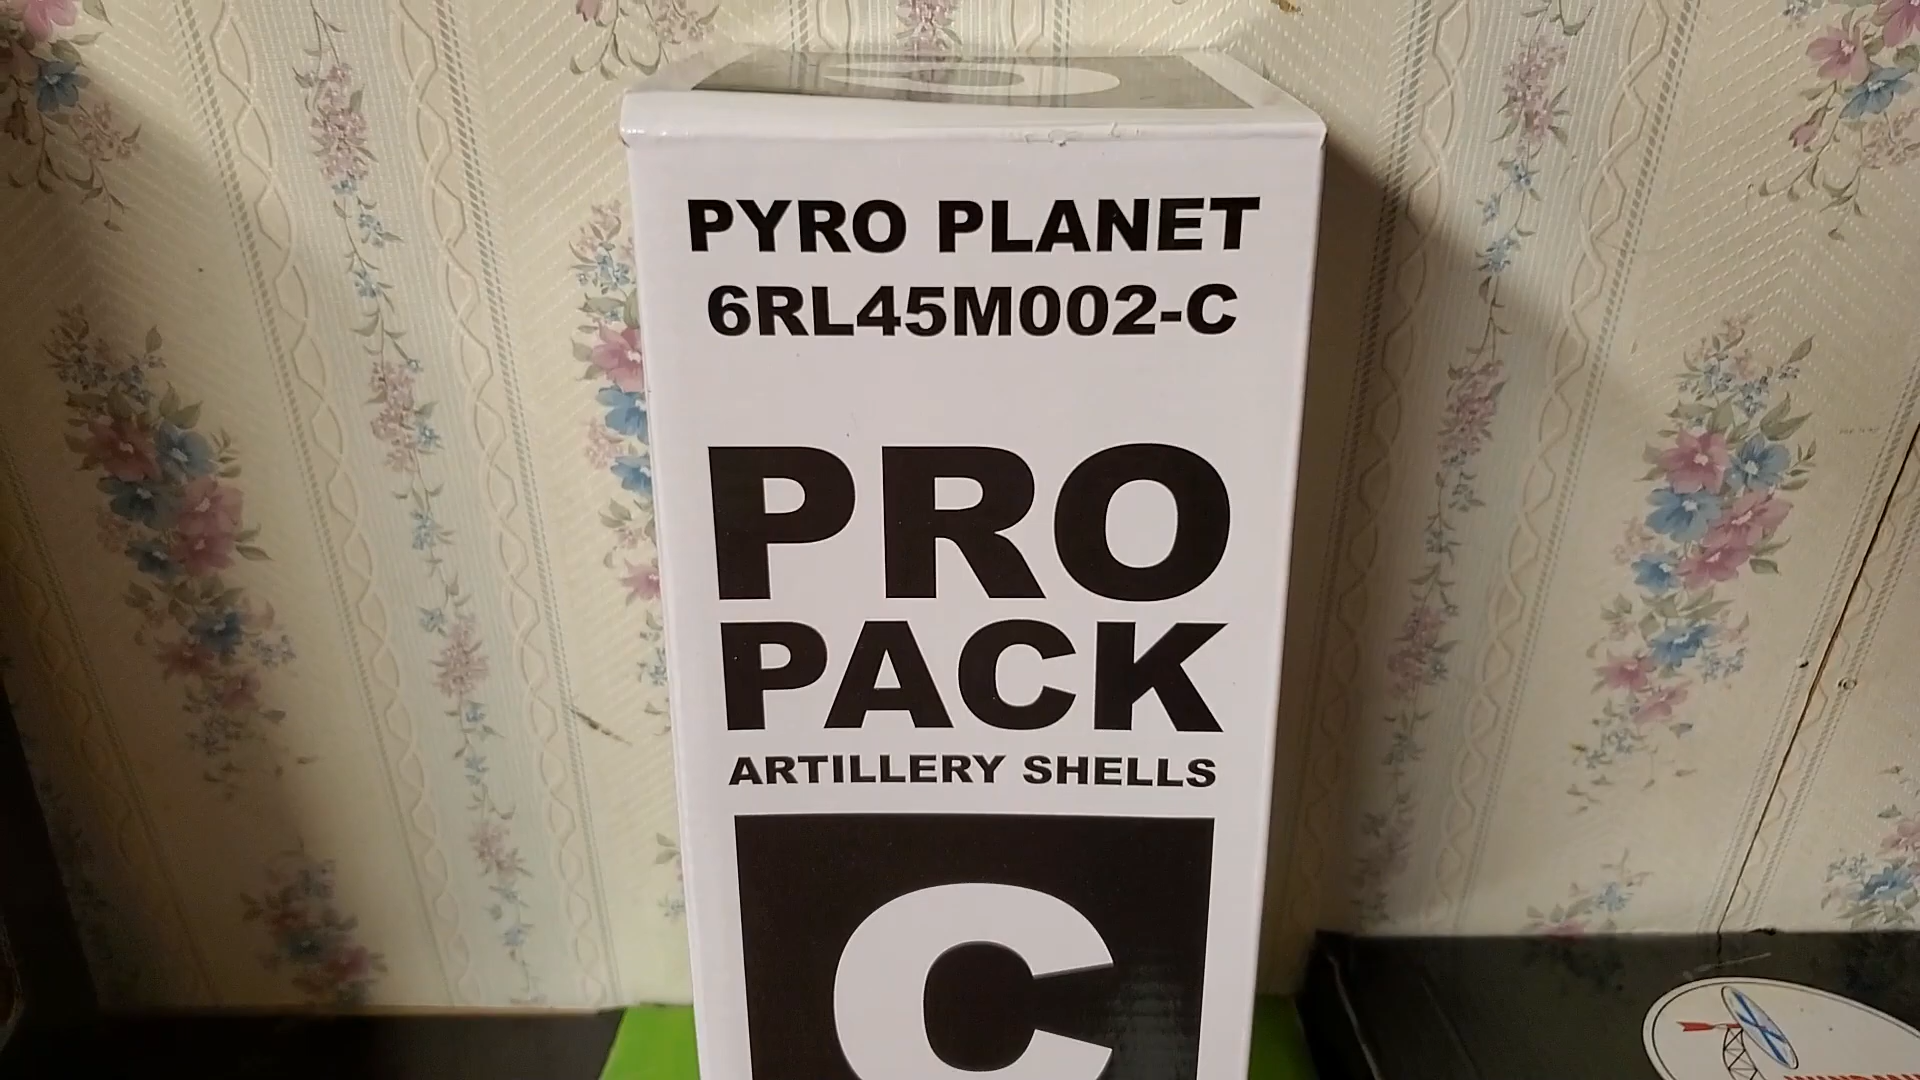 PYRO PLANET
6RL45M002-C
PRO
PACK
ARTILLERY SHELLS
C